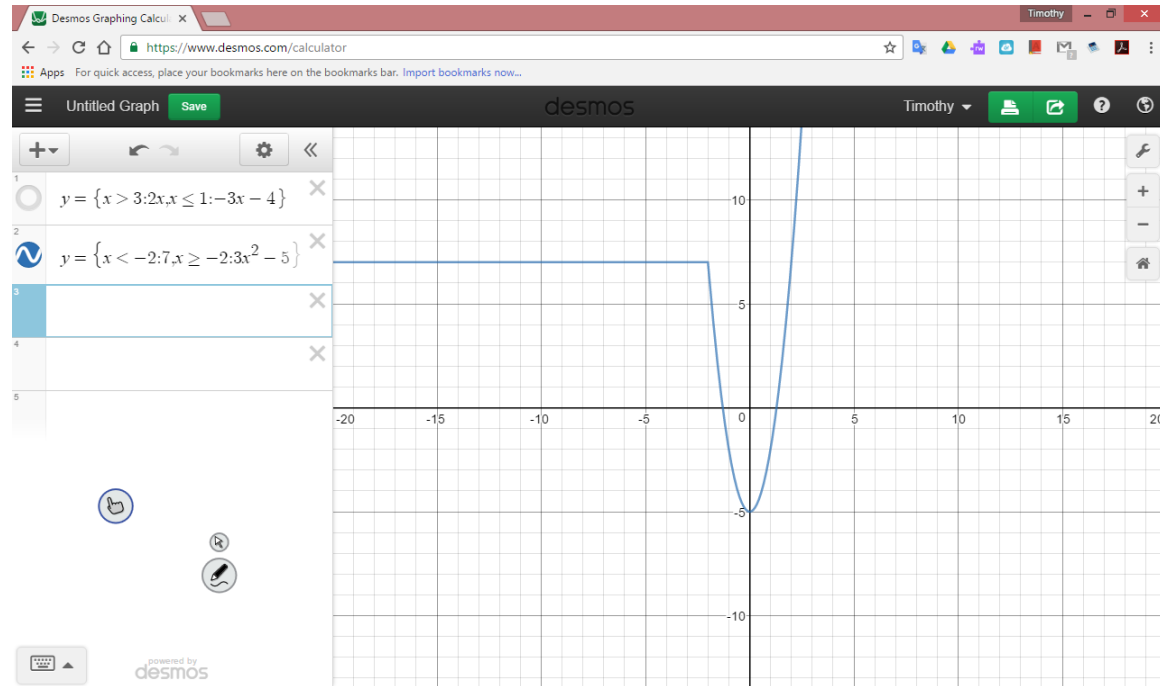 Desmos Graphing Calcul
Timothy
https://www.desmos.com/calculator
Apps For quick access, place your bookmarks here on the bookmarks bar. Import bookmarks now...
Untitled Graph Save desmos Timothy
1
y = {x > 3:2x,x ≤ 1:−3x − 4}
2
y = {x < −2:7,x ≥ −2:3x² − 5}
3
4
5
10
5
-20 -15 -10 -5 0 5 10 15 20
-5
-10
powered by
desmos